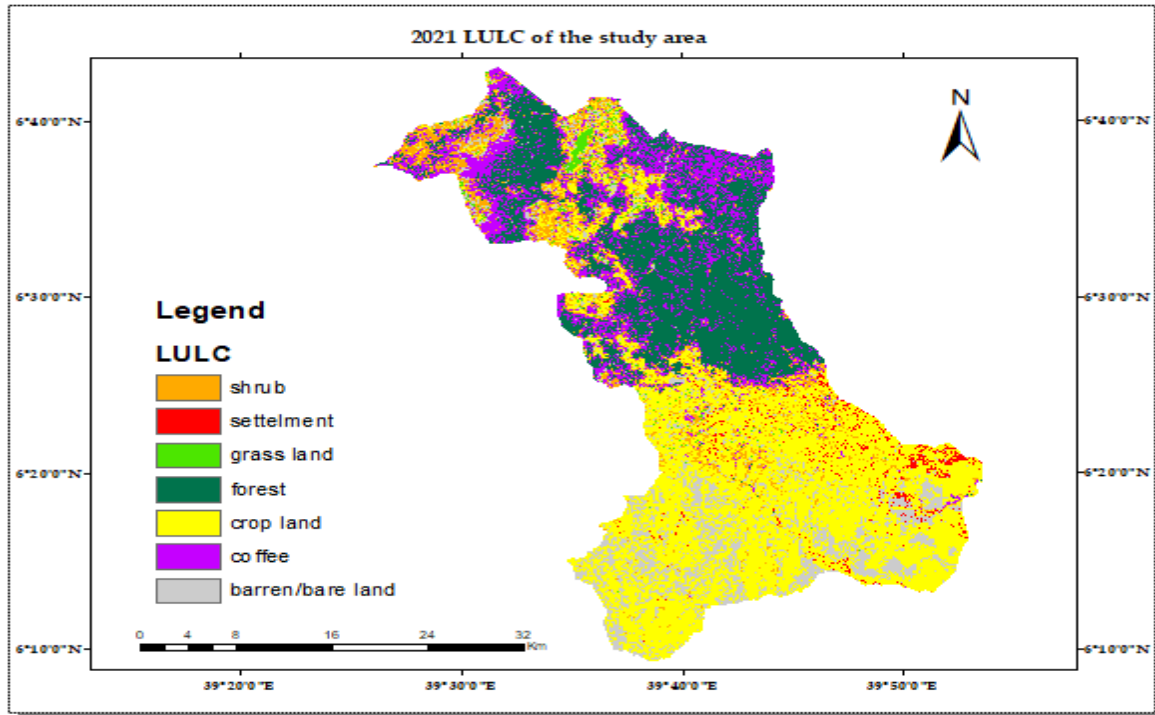 2021 LULC of the study area
N
6°40'0"N
6°40'0"N
6°30'0"N
6°30'0"N
6°20'0"N
6°20'0"N
6°10'0"N
6°10'0"N
Legend
LULC
shrub
settelment
grass land
forest
crop land
coffee
barren/bare land
0 4 8 16 24 32
Km
39°20'0"E 39°30'0"E 39°40'0"E 39°50'0"E